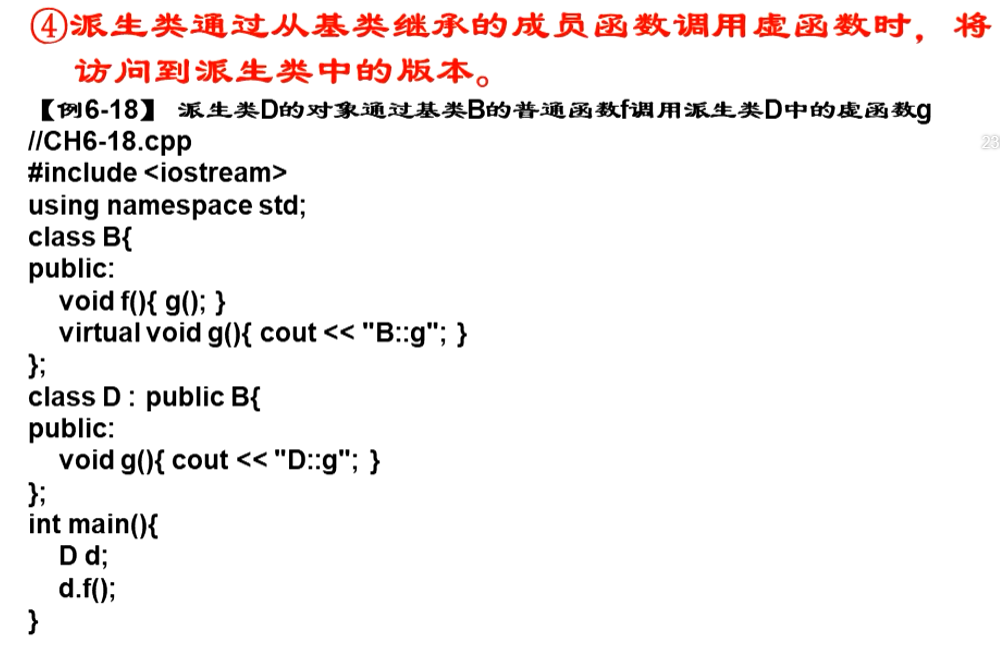 ④派生类通过从基类继承的成员函数调用虚函数时，将
访问到派生类中的版本。
【例6-18】 派生类D的对象通过基类B的普通函数f调用派生类D中的虚函数g
//CH6-18.cpp
23
#include <iostream>
using namespace std;
class B{
public:
void f(){ g(); }
virtual void g(){ cout << "B::g"; }
};
class D : public B{
public:
void g(){ cout << "D::g"; }
};
int main(){
D d;
d.f();
}